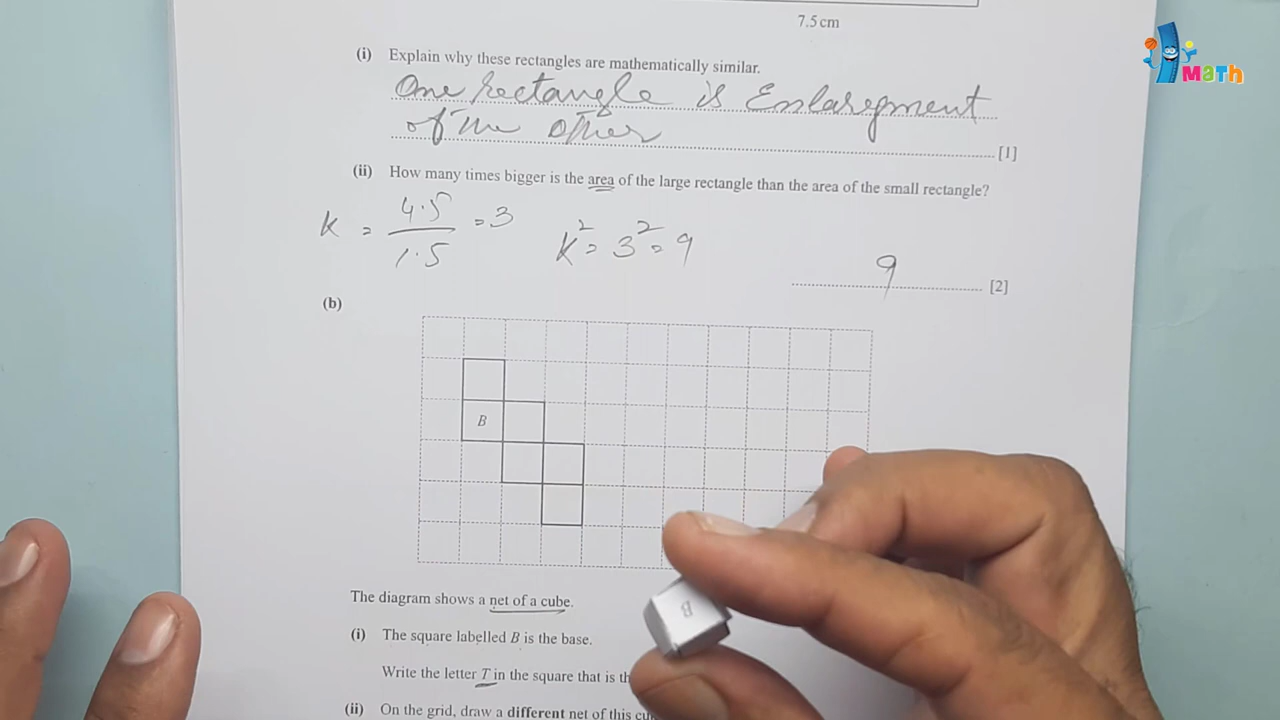 7.5 cm
MATH
(i) Explain why these rectangles are mathematically similar.
One rectangle is Enlargement
of the other
[1]
(ii) How many times bigger is the area of the large rectangle than the area of the small rectangle?
K = 4.5 / 1.5 = 3 K² = 3² = 9
9 [2]
(b)
B
The diagram shows a net of a cube.
B
(i) The square labelled B is the base.
Write the letter T in the square that is
(ii) On the grid, draw a different net of this